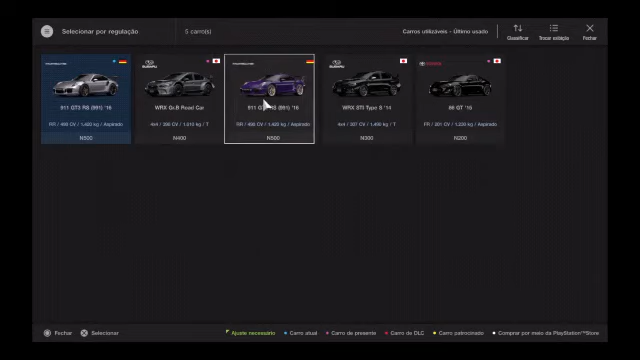 Selecionar por regulação
5 carro(s)
Carros utilizáveis - Último usado
Classificar
Trocar exibição
Fechar
911 GT3 RS (991) '16
RR / 500 CV / 1.420 kg / Aspirado
N500
SUBARU
WRX Gr.B Road Car
N400
RR / 500 CV / 1.420 kg / Aspirado
N500
SUBARU
WRX STI Type S '14
N300
86 GT '15
N200
Fechar
Selecionar
Ajuste necessário
Carro atual
Carro de presente
Carro de DLC
Carro patrocinado
Comprar por meio da PlayStation™Store